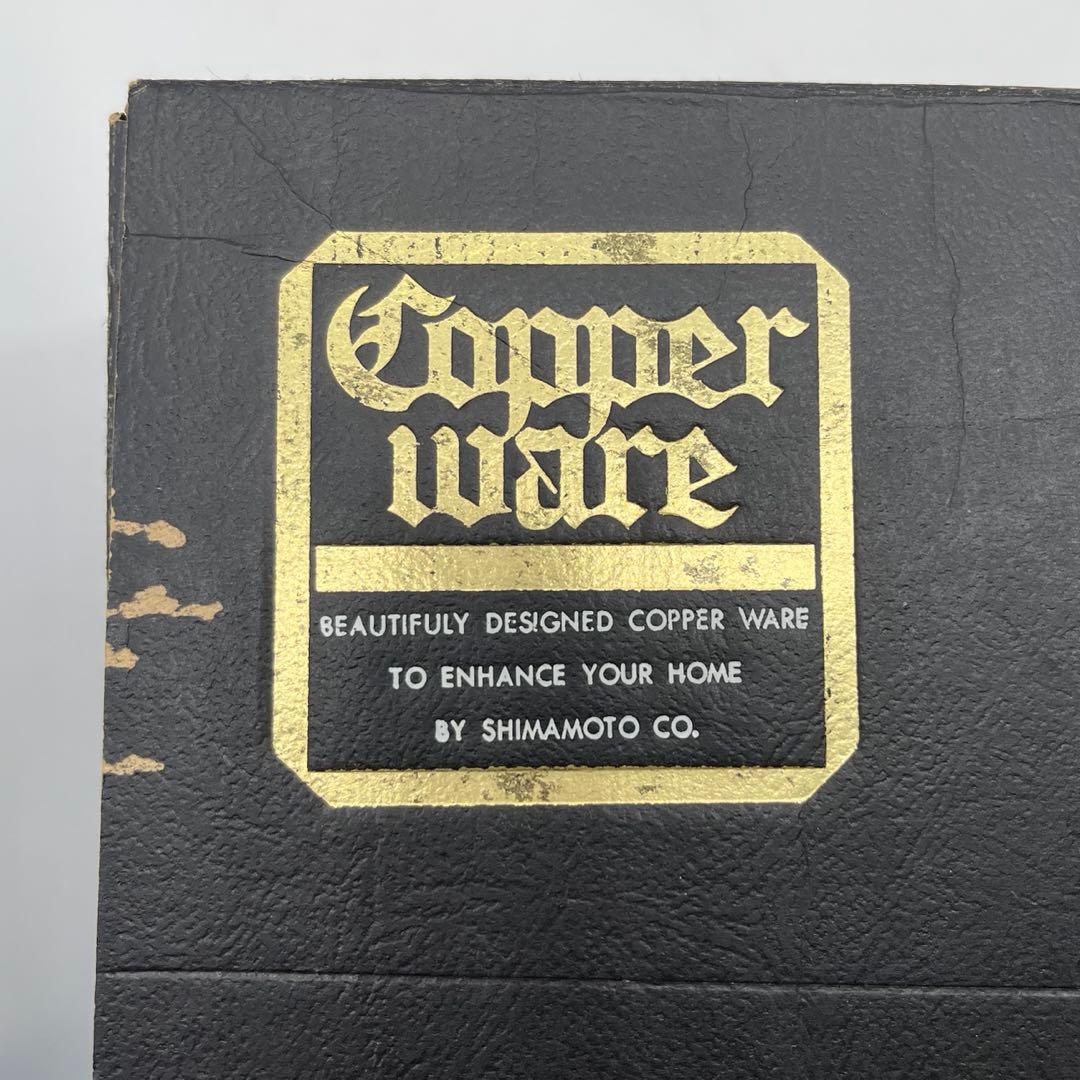 Copper
ware
BEAUTIFULY DESIGNED COPPER WARE
TO ENHANCE YOUR HOME
BY SHIMAMOTO CO.